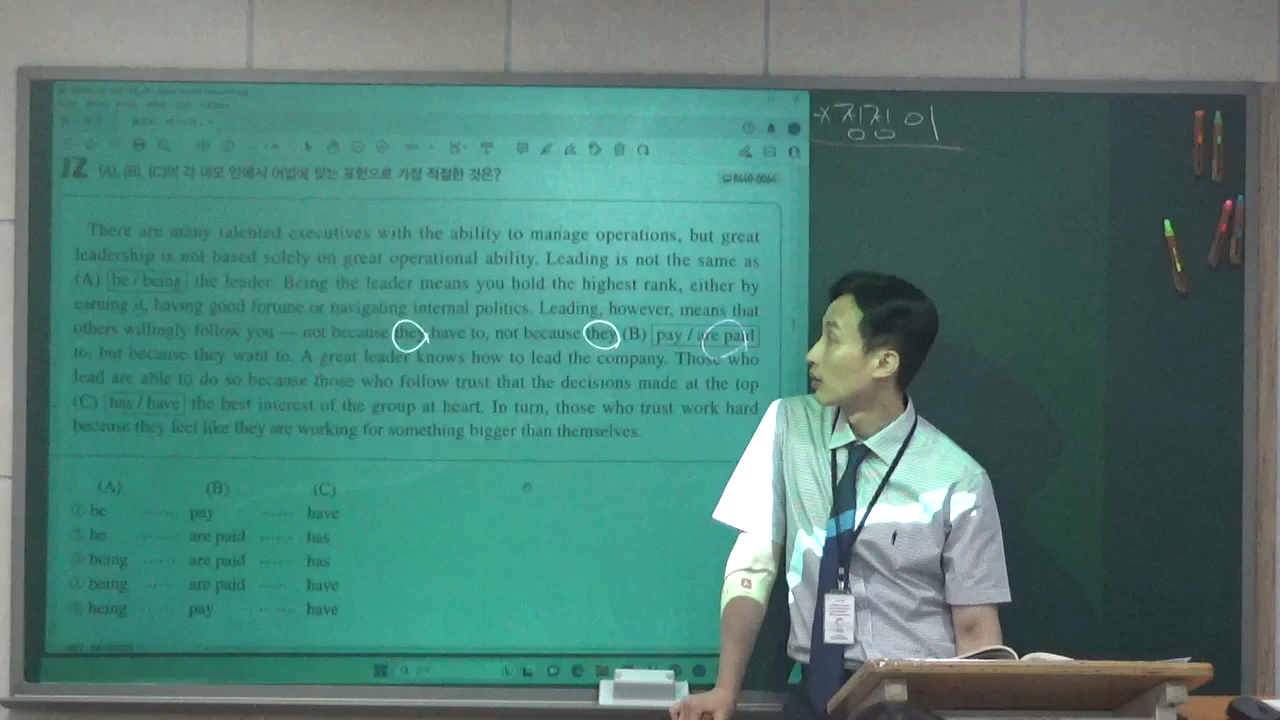 *징징이
12 (A), (B), (C)의 각 네모 안에서 어법에 맞는 표현으로 가장 적절한 것은?
There are many talented executives with the ability to manage operations, but great
leadership is not based solely on great operational ability. Leading is not the same as
(A) be / being the leader. Being the leader means you hold the highest rank, either by
earning it, having good fortune or navigating internal politics. Leading, however, means that
others willingly follow you — not because they have to, not because they (B) pay / are paid
to, but because they want to. A great leader knows how to lead the company. Those who
lead are able to do so because those who follow trust that the decisions made at the top
(C) has / have the best interest of the group at heart. In turn, those who trust work hard
because they feel like they are working for something bigger than themselves.
(A) (B) (C)
① be ······ pay ······ have
② be ······ are paid ······ has
③ being ······ are paid ······ has
④ being ······ are paid ······ have
⑤ being ······ pay ······ have